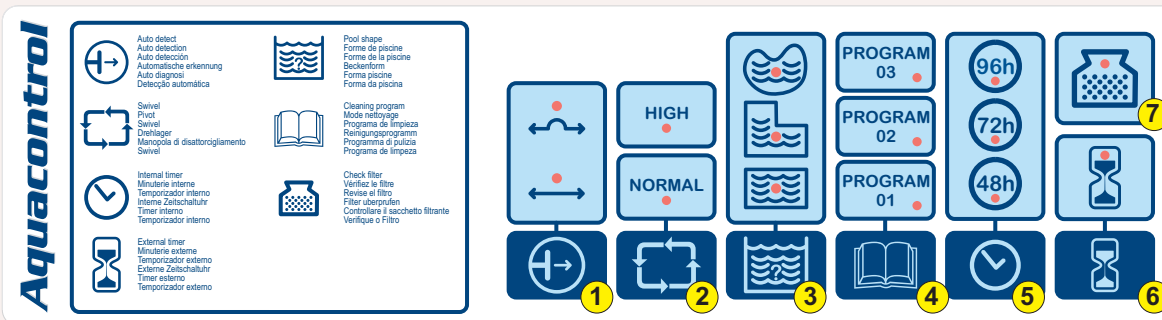 Aquacontrol
Auto detect
Auto detection
Auto detección
Automatische erkennung
Auto diagnosi
Detecção automática
Swivel
Pivot
Swivel
Drehlager
Manopola di disattorcigliamento
Swivel
Internal timer
Minuterie interne
Temporizador interno
Interne Zeitschaltuhr
Timer interno
Temporizador interno
External timer
Minuterie externe
Temporizador externo
Externe Zeitschaltuhr
Timer esterno
Temporizador externo
Pool shape
Forme de piscine
Forme de la piscine
Beckenform
Forma piscine
Forma da piscina
?
Cleaning program
Mode nettoyage
Programa de limpieza
Reinigungsprogramm
Programma di pulizia
Programa de limpeza
Check filter
Vérifiez le filtre
Revise el filtro
Filter uberprufen
Controllare il sacchetto filtrante
Verifique o Filtro
1
HIGH
NORMAL
2
?
3
PROGRAM
03
PROGRAM
02
PROGRAM
01
4
96h
72h
48h
5
7
6